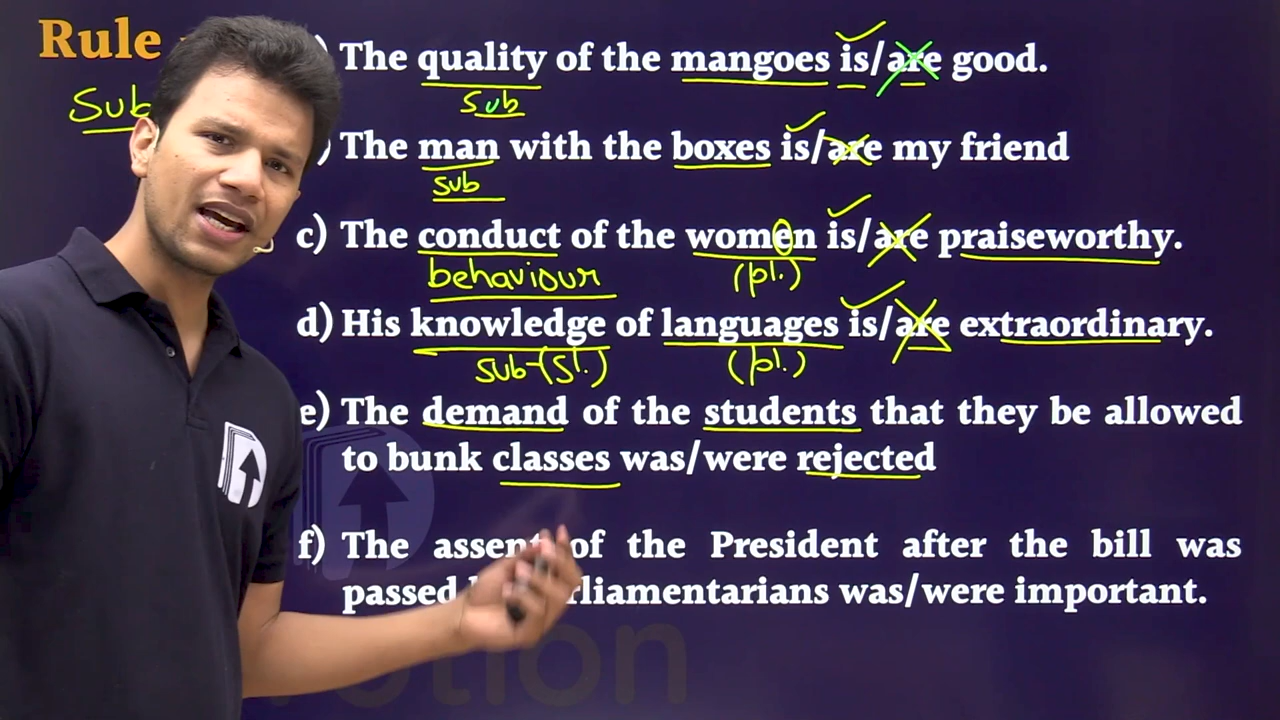 Rule
Sub
The quality of the mangoes is/are good.
sub
) The man with the boxes is/are my friend
sub
c) The conduct of the women is/are praiseworthy.
behaviour (pl.)
d) His knowledge of languages is/are extraordinary.
sub-(si.) (pl.)
e) The demand of the students that they be allowed
to bunk classes was/were rejected
f) The assent of the President after the bill was
passed was/were important.